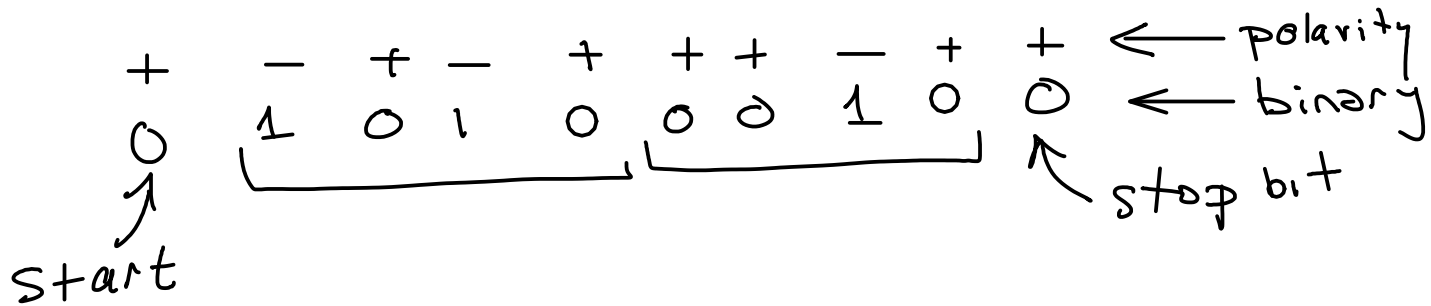 + − + − + + + − + + ← polarity
0 1 0 1 0 0 0 1 0 0 ← binary
stop bit
start